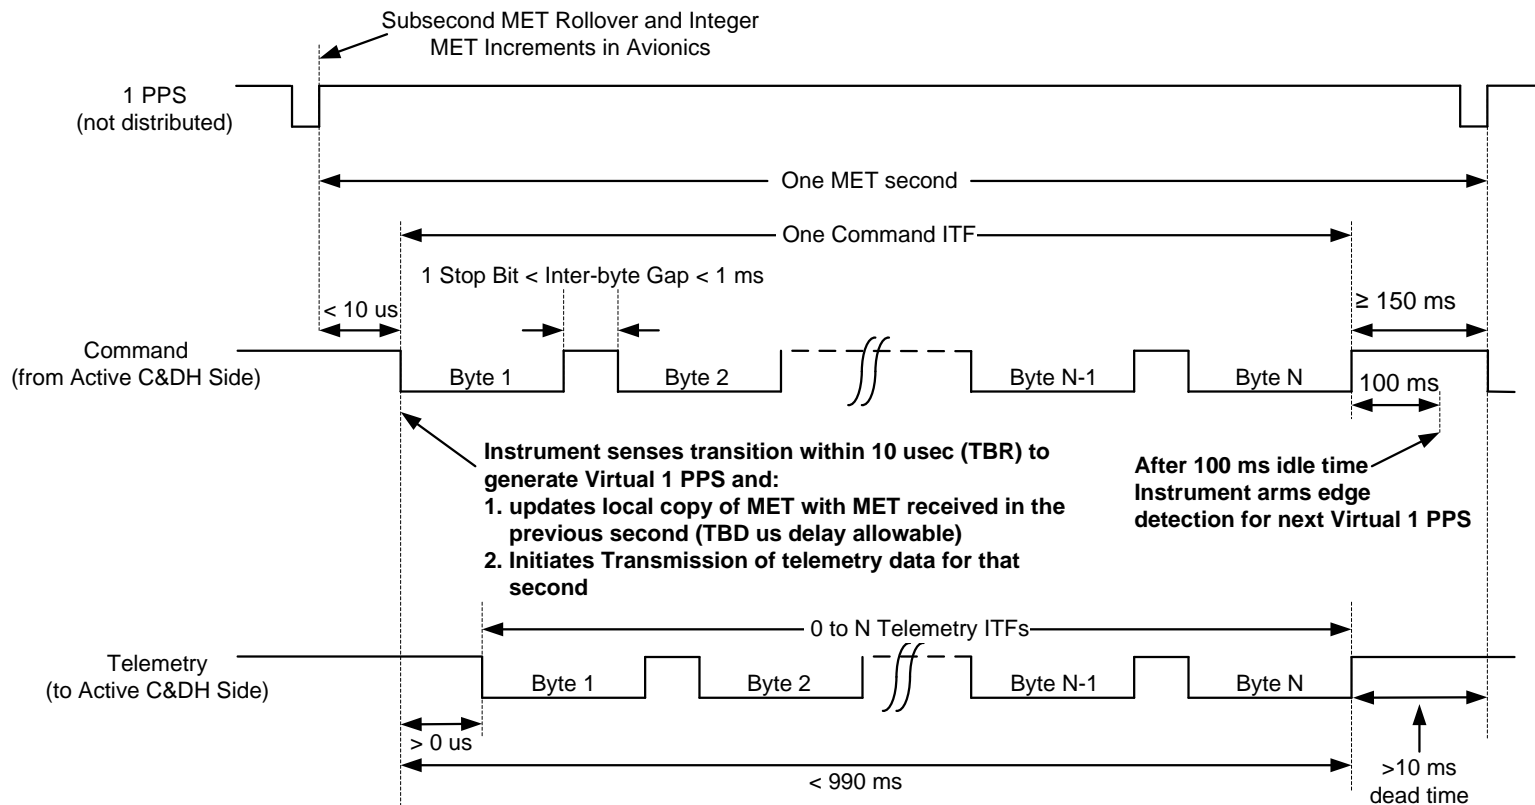 Subsecond MET Rollover and Integer
MET Increments in Avionics
1 PPS
(not distributed)
One MET second
One Command ITF
1 Stop Bit < Inter-byte Gap < 1 ms
< 10 us
≥ 150 ms
Command
(from Active C&DH Side)
Byte 1
Byte 2
Byte N-1
Byte N
100 ms
Instrument senses transition within 10 usec (TBR) to
generate Virtual 1 PPS and:
1. updates local copy of MET with MET received in the
previous second (TBD us delay allowable)
2. Initiates Transmission of telemetry data for that
second
After 100 ms idle time
Instrument arms edge
detection for next Virtual 1 PPS
0 to N Telemetry ITFs
Telemetry
(to Active C&DH Side)
Byte 1
Byte 2
Byte N-1
Byte N
> 0 us
< 990 ms
>10 ms
dead time